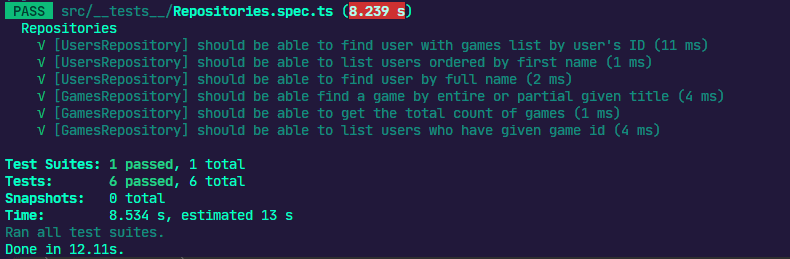 PASS src/__tests__/Repositories.spec.ts (8.239 s)
Repositories
√ [UsersRepository] should be able to find user with games list by user's ID (11 ms)
√ [UsersRepository] should be able to list users ordered by first name (1 ms)
√ [UsersRepository] should be able to find user by full name (2 ms)
√ [GamesRepository] should be able find a game by entire or partial given title (4 ms)
√ [GamesRepository] should be able to get the total count of games (1 ms)
√ [GamesRepository] should be able to list users who have given game id (4 ms)
Test Suites: 1 passed, 1 total
Tests: 6 passed, 6 total
Snapshots: 0 total
Time: 8.534 s, estimated 13 s
Ran all test suites.
Done in 12.11s.